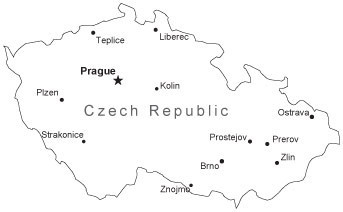 Liberec
Teplice
Prague
Kolin
Plzen
Czech Republic
Ostrava
Strakonice
Prostejov
Prerov
Zlin
Brno
Znojmo